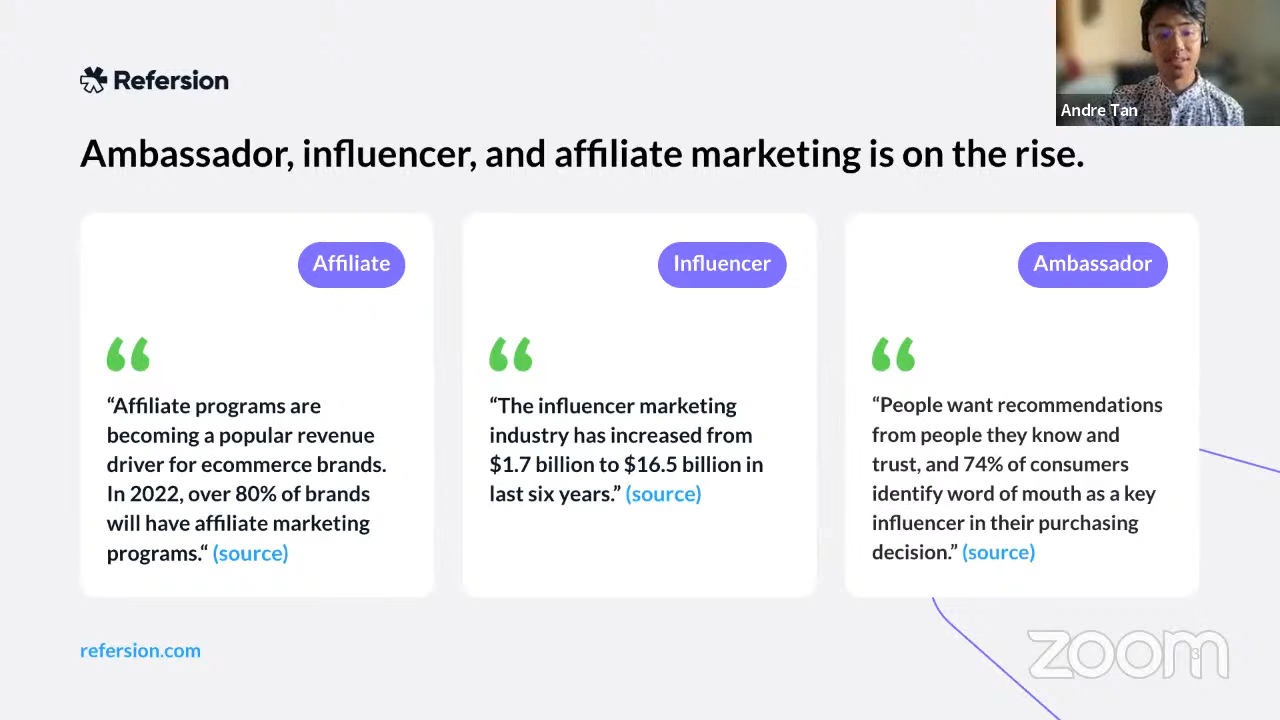 Refersion
Andre Tan
Ambassador, influencer, and affiliate marketing is on the rise.
Affiliate
“Affiliate programs are
becoming a popular revenue
driver for ecommerce brands.
In 2022, over 80% of brands
will have affiliate marketing
programs.“ (source)
Influencer
“The influencer marketing
industry has increased from
$1.7 billion to $16.5 billion in
last six years.” (source)
Ambassador
“People want recommendations
from people they know and
trust, and 74% of consumers
identify word of mouth as a key
influencer in their purchasing
decision.” (source)
refersion.com
zoom
3